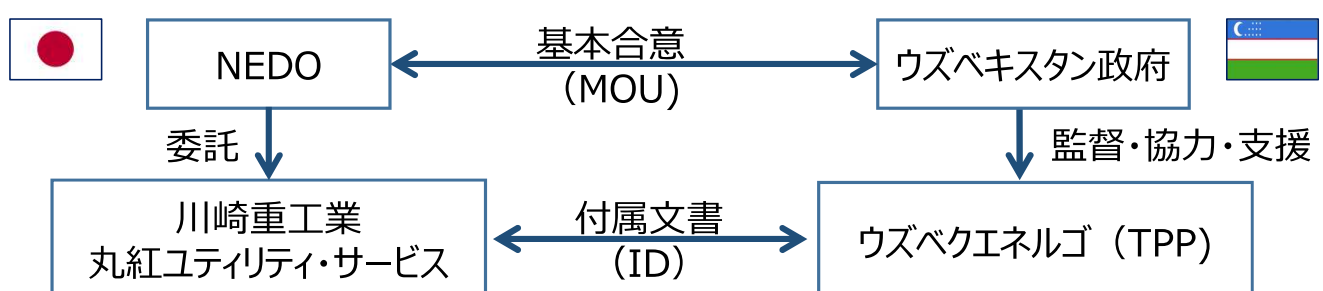 NEDO
基本合意
（MOU)
ウズベキスタン政府
委託
監督・協力・支援
川崎重工業
丸紅ユティリティ・サービス
付属文書
（ID）
ウズベクエネルゴ（TPP)